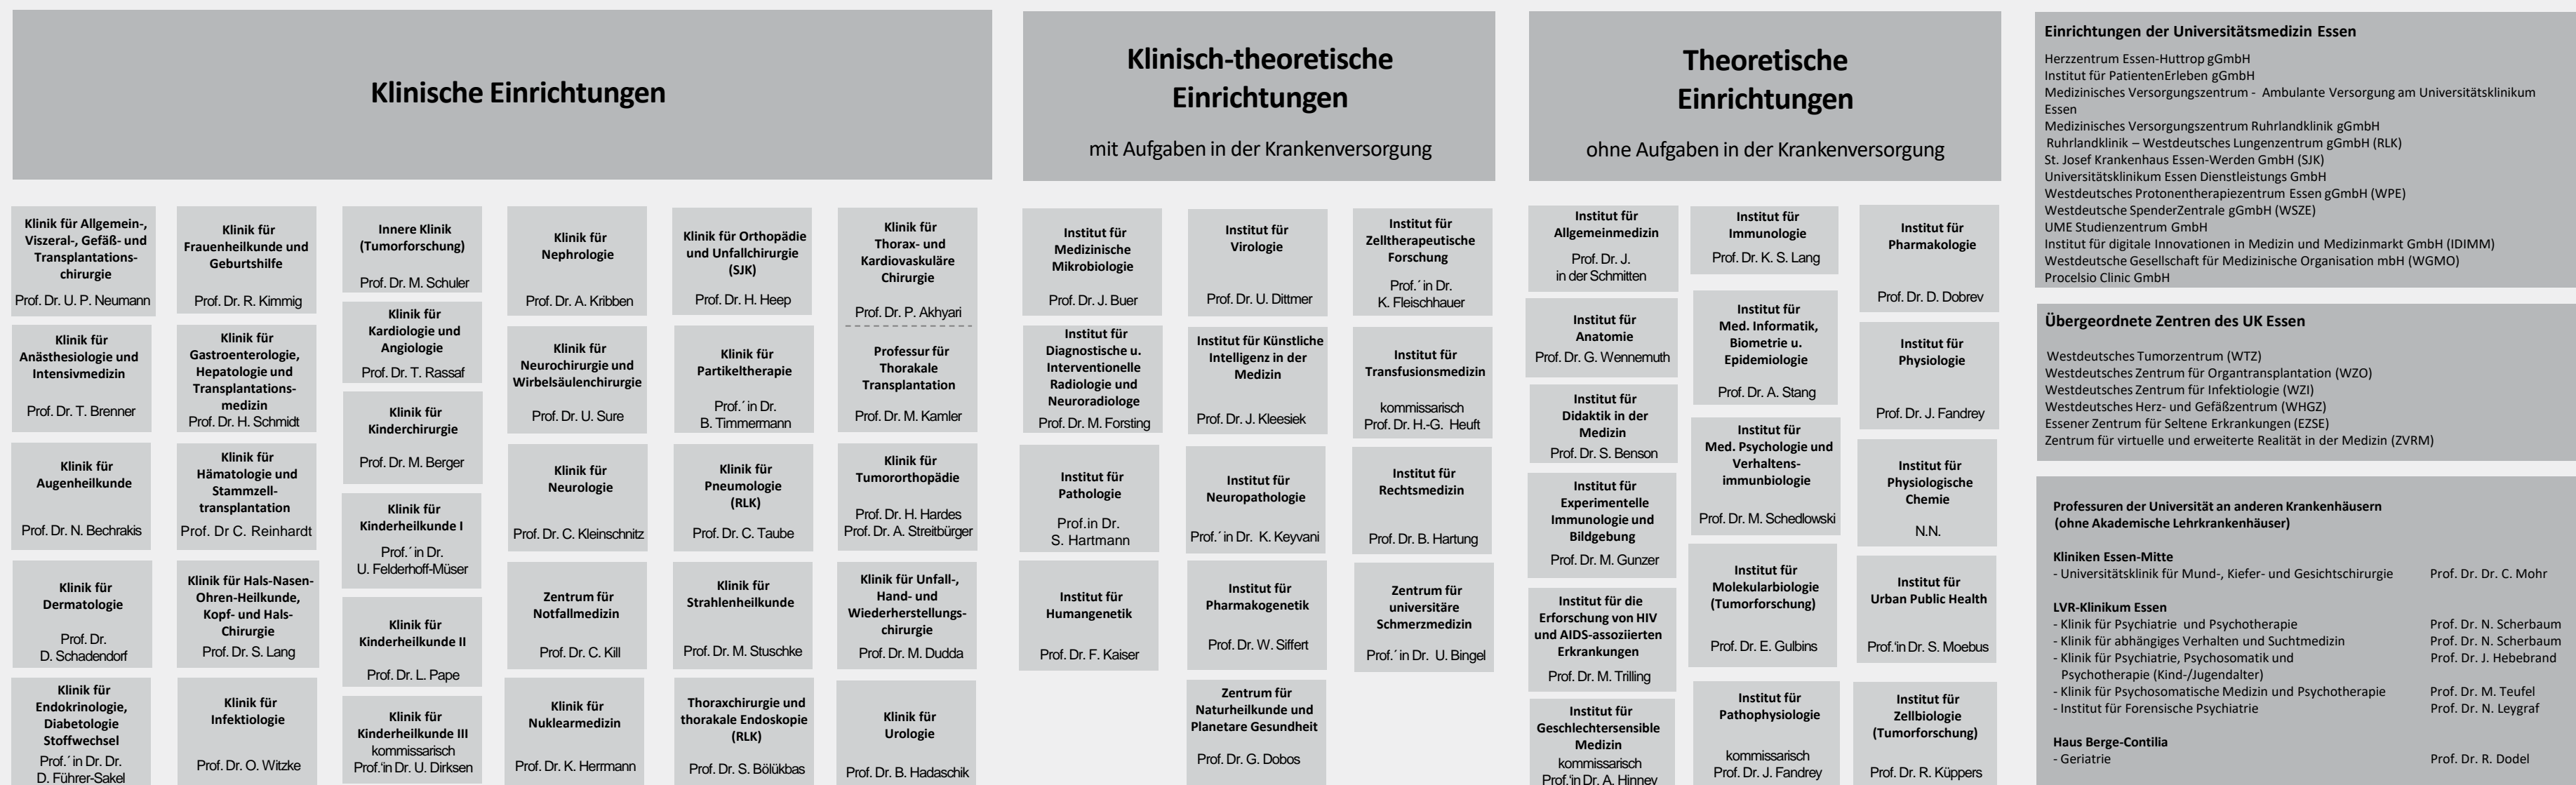 Klinische Einrichtungen
Klinik für Allgemein-,
Viszeral-, Gefäß- und
Transplantations-
chirurgie
Prof. Dr. U. P. Neumann
Klinik für
Anästhesiologie und
Intensivmedizin
Prof. Dr. T. Brenner
Klinik für
Augenheilkunde
Prof. Dr. N. Bechrakis
Klinik für
Dermatologie
Prof. Dr.
D. Schadendorf
Klinik für
Endokrinologie,
Diabetologie
Stoffwechsel
Prof.´ in Dr. Dr.
D. Führer-Sakel
Klinik für
Frauenheilkunde und
Geburtshilfe
Prof. Dr. R. Kimmig
Klinik für
Gastroenterologie,
Hepatologie und
Transplantations-
medizin
Prof. Dr. H. Schmidt
Klinik für
Hämatologie und
Stammzell-
transplantation
Prof. Dr C. Reinhardt
Klinik für Hals-Nasen-
Ohren-Heilkunde,
Kopf- und Hals-
Chirurgie
Prof. Dr. S. Lang
Klinik für
Infektiologie
Prof. Dr. O. Witzke
Innere Klinik
(Tumorforschung)
Prof. Dr. M. Schuler
Klinik für
Kardiologie und
Angiologie
Prof. Dr. T. Rassaf
Klinik für
Kinderchirurgie
Prof. Dr. M. Berger
Klinik für
Kinderheilkunde I
Prof.´ in Dr.
U. Felderhoff-Müser
Klinik für
Kinderheilkunde II
Prof. Dr. L. Pape
Klinik für
Kinderheilkunde III
kommissarisch
Prof.'in Dr. U. Dirksen
Klinik für
Nephrologie
Prof. Dr. A. Kribben
Klinik für
Neurochirurgie und
Wirbelsäulenchirurgie
Prof. Dr. U. Sure
Klinik für
Neurologie
Prof. Dr. C. Kleinschnitz
Zentrum für
Notfallmedizin
Prof. Dr. C. Kill
Klinik für
Nuklearmedizin
Prof. Dr. K. Herrmann
Klinik für Orthopädie
und Unfallchirurgie
(SJK)
Prof. Dr. H. Heep
Klinik für
Partikeltherapie
Prof.´ in Dr.
B. Timmermann
Klinik für
Pneumologie
(RLK)
Prof. Dr. C. Taube
Klinik für
Strahlenheilkunde
Prof. Dr. M. Stuschke
Thoraxchirurgie und
thorakale Endoskopie
(RLK)
Prof. Dr. S. Bölükbas
Klinik für
Thorax- und
Kardiovaskuläre
Chirurgie
Prof. Dr. P. Akhyari
Professur für
Thorakale
Transplantation
Prof. Dr. M. Kamler
Klinik für
Tumororthopädie
Prof. Dr. H. Hardes
Prof. Dr. A. Streitbürger
Klinik für Unfall-,
Hand- und
Wiederherstellungs-
chirurgie
Prof. Dr. M. Dudda
Klinik für
Urologie
Prof. Dr. B. Hadaschik
Klinisch-theoretische
Einrichtungen
mit Aufgaben in der Krankenversorgung
Institut für
Medizinische
Mikrobiologie
Prof. Dr. J. Buer
Institut für
Diagnostische u.
Interventionelle
Radiologie und
Neuroradiologe
Prof. Dr. M. Forsting
Institut für
Pathologie
Prof.in Dr.
S. Hartmann
Institut für
Humangenetik
Prof. Dr. F. Kaiser
Institut für
Virologie
Prof. Dr. U. Dittmer
Institut für Künstliche
Intelligenz in der
Medizin
Prof. Dr. J. Kleesiek
Institut für
Neuropathologie
Prof.´ in Dr. K. Keyvani
Institut für
Pharmakogenetik
Prof. Dr. W. Siffert
Zentrum für
Naturheilkunde und
Planetare Gesundheit
Prof. Dr. G. Dobos
Institut für
Zelltherapeutische
Forschung
Prof.´ in Dr.
K. Fleischhauer
Institut für
Transfusionsmedizin
kommissarisch
Prof. Dr. H.-G. Heuft
Institut für
Rechtsmedizin
Prof. Dr. B. Hartung
Zentrum für
universitäre
Schmerzmedizin
Prof.´ in Dr. U. Bingel
Theoretische
Einrichtungen
ohne Aufgaben in der Krankenversorgung
Institut für
Allgemeinmedizin
Prof. Dr. J.
in der Schmitten
Institut für
Anatomie
Prof. Dr. G. Wennemuth
Institut für
Didaktik in der
Medizin
Prof. Dr. S. Benson
Institut für
Experimentelle
Immunologie und
Bildgebung
Prof. Dr. M. Gunzer
Institut für die
Erforschung von HIV
und AIDS-assoziierten
Erkrankungen
Prof. Dr. M. Trilling
Institut für
Geschlechtersensible
Medizin
kommissarisch
Prof.'in Dr. A. Hinney
Institut für
Immunologie
Prof. Dr. K. S. Lang
Institut für
Med. Informatik,
Biometrie u.
Epidemiologie
Prof. Dr. A. Stang
Institut für
Med. Psychologie und
Verhaltens-
immunbiologie
Prof. Dr. M. Schedlowski
Institut für
Molekularbiologie
(Tumorforschung)
Prof. Dr. E. Gulbins
Institut für
Pathophysiologie
kommissarisch
Prof. Dr. J. Fandrey
Institut für
Pharmakologie
Prof. Dr. D. Dobrev
Institut für
Physiologie
Prof. Dr. J. Fandrey
Institut für
Physiologische
Chemie
N.N.
Institut für
Urban Public Health
Prof.'in Dr. S. Moebus
Institut für
Zellbiologie
(Tumorforschung)
Prof. Dr. R. Küppers
Einrichtungen der Universitätsmedizin Essen
Herzzentrum Essen-Huttrop gGmbH
Institut für PatientenErleben gGmbH
Medizinisches Versorgungszentrum - Ambulante Versorgung am Universitätsklinikum
Essen
Medizinisches Versorgungszentrum Ruhrlandklinik gGmbH
Ruhrlandklinik – Westdeutsches Lungenzentrum gGmbH (RLK)
St. Josef Krankenhaus Essen-Werden GmbH (SJK)
Universitätsklinikum Essen Dienstleistungs GmbH
Westdeutsches Protonentherapiezentrum Essen gGmbH (WPE)
Westdeutsche SpenderZentrale gGmbH (WSZE)
UME Studienzentrum GmbH
Institut für digitale Innovationen in Medizin und Medizinmarkt GmbH (IDIMM)
Westdeutsche Gesellschaft für Medizinische Organisation mbH (WGMO)
Procelsio Clinic GmbH
Übergeordnete Zentren des UK Essen
Westdeutsches Tumorzentrum (WTZ)
Westdeutsches Zentrum für Organtransplantation (WZO)
Westdeutsches Zentrum für Infektiologie (WZI)
Westdeutsches Herz- und Gefäßzentrum (WHGZ)
Essener Zentrum für Seltene Erkrankungen (EZSE)
Zentrum für virtuelle und erweiterte Realität in der Medizin (ZVRM)
Professuren der Universität an anderen Krankenhäusern
(ohne Akademische Lehrkrankenhäuser)
Kliniken Essen-Mitte
- Universitätsklinik für Mund-, Kiefer- und Gesichtschirurgie Prof. Dr. Dr. C. Mohr
LVR-Klinikum Essen
- Klinik für Psychiatrie und Psychotherapie Prof. Dr. N. Scherbaum
- Klinik für abhängiges Verhalten und Suchtmedizin Prof. Dr. N. Scherbaum
- Klinik für Psychiatrie, Psychosomatik und Prof. Dr. J. Hebebrand
Psychotherapie (Kind-/Jugendalter)
- Klinik für Psychosomatische Medizin und Psychotherapie Prof. Dr. M. Teufel
- Institut für Forensische Psychiatrie Prof. Dr. N. Leygraf
Haus Berge-Contilia
- Geriatrie Prof. Dr. R. Dodel